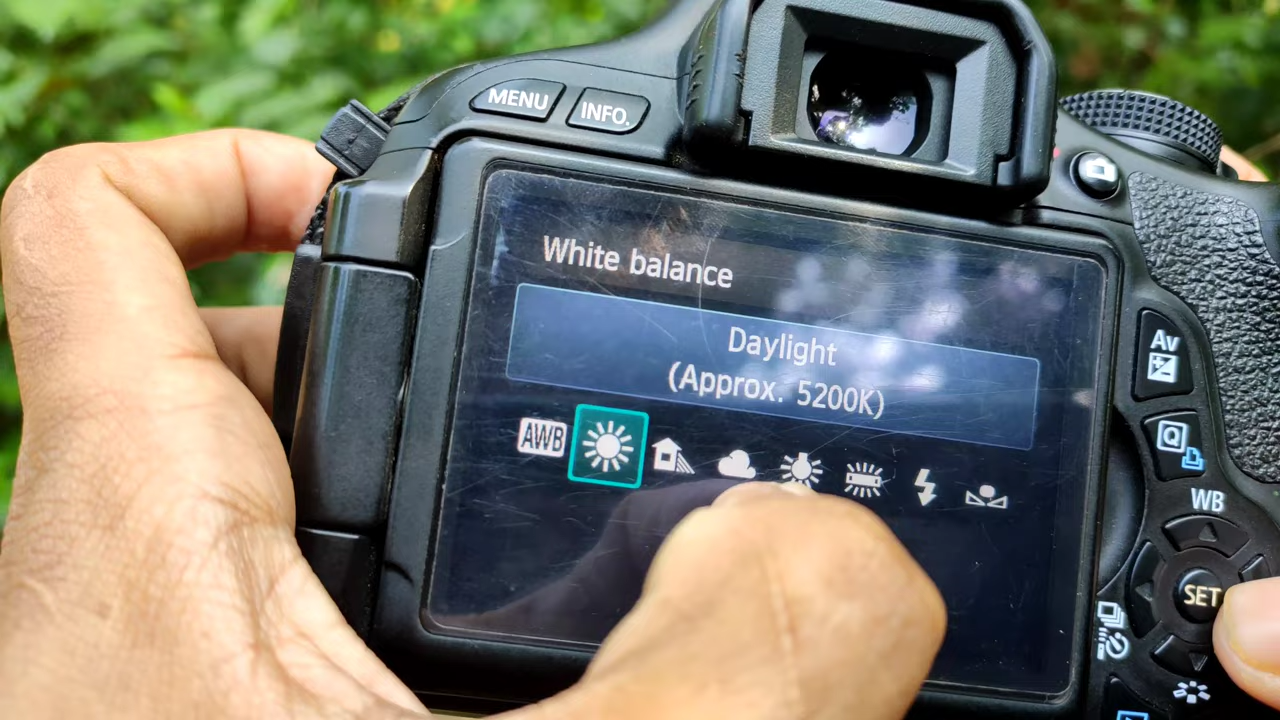 MENU INFO.
White balance
Daylight
(Approx. 5200K)
AWB
Av
Q
WB
SET